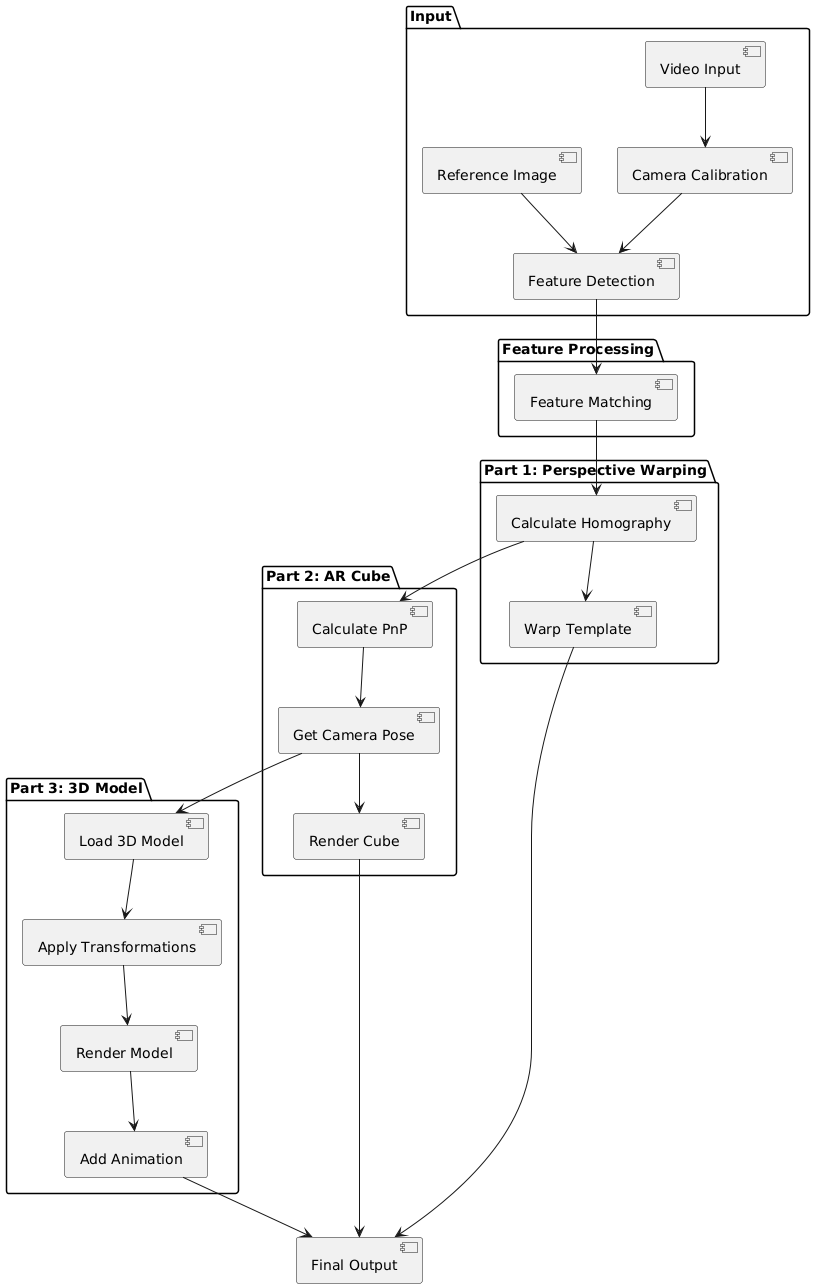 Input
Video Input
Reference Image
Camera Calibration
Feature Detection
Feature Processing
Feature Matching
Part 1: Perspective Warping
Calculate Homography
Part 2: AR Cube
Calculate PnP
Warp Template
Get Camera Pose
Part 3: 3D Model
Load 3D Model
Render Cube
Apply Transformations
Render Model
Add Animation
Final Output